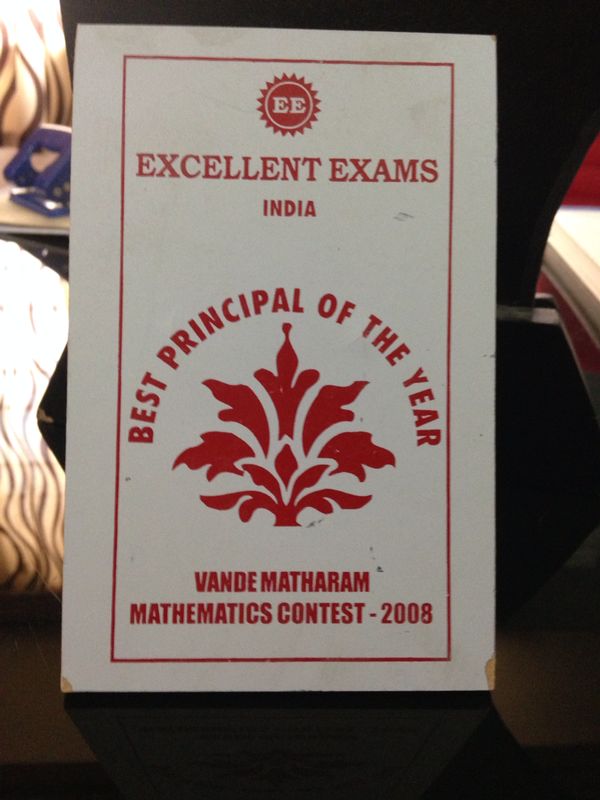 EE
EXCELLENT EXAMS
INDIA
BEST PRINCIPAL OF THE YEAR
VANDE MATHARAM
MATHEMATICS CONTEST - 2008